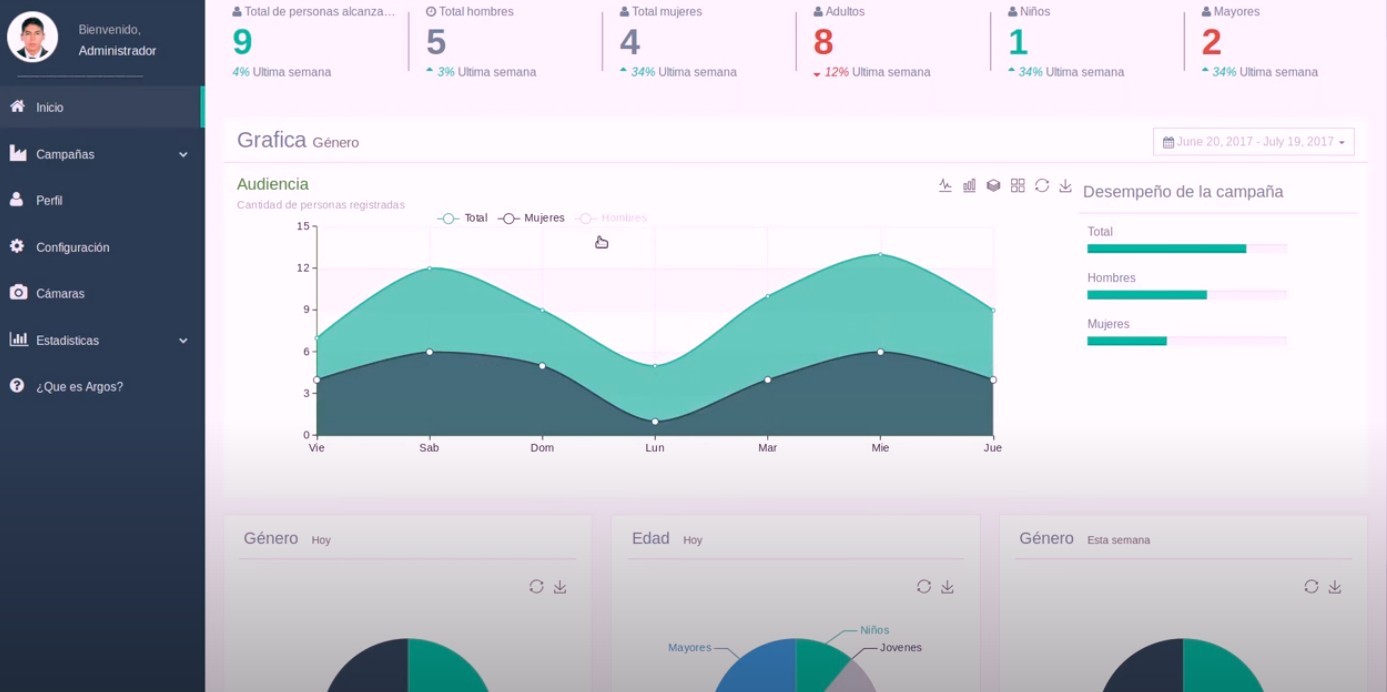 Bienvenido,
Administrador
Inicio
Campañas
Perfil
Configuración
Cámaras
Estadisticas
¿Que es Argos?
Total de personas alcanza...
9
4% Ultima semana
Total hombres
5
3% Ultima semana
Total mujeres
4
34% Ultima semana
Adultos
8
12% Ultima semana
Niños
1
34% Ultima semana
Mayores
2
34% Ultima semana
Grafica Género
June 20, 2017 - July 19, 2017
Audiencia
Cantidad de personas registradas
Total Mujeres Hombres
15
12
9
6
3
0
Vie Sab Dom Lun Mar Mie Jue
Desempeño de la campaña
Total
Hombres
Mujeres
Género Hoy
Edad Hoy
Niños
Mayores
Jovenes
Género Esta semana